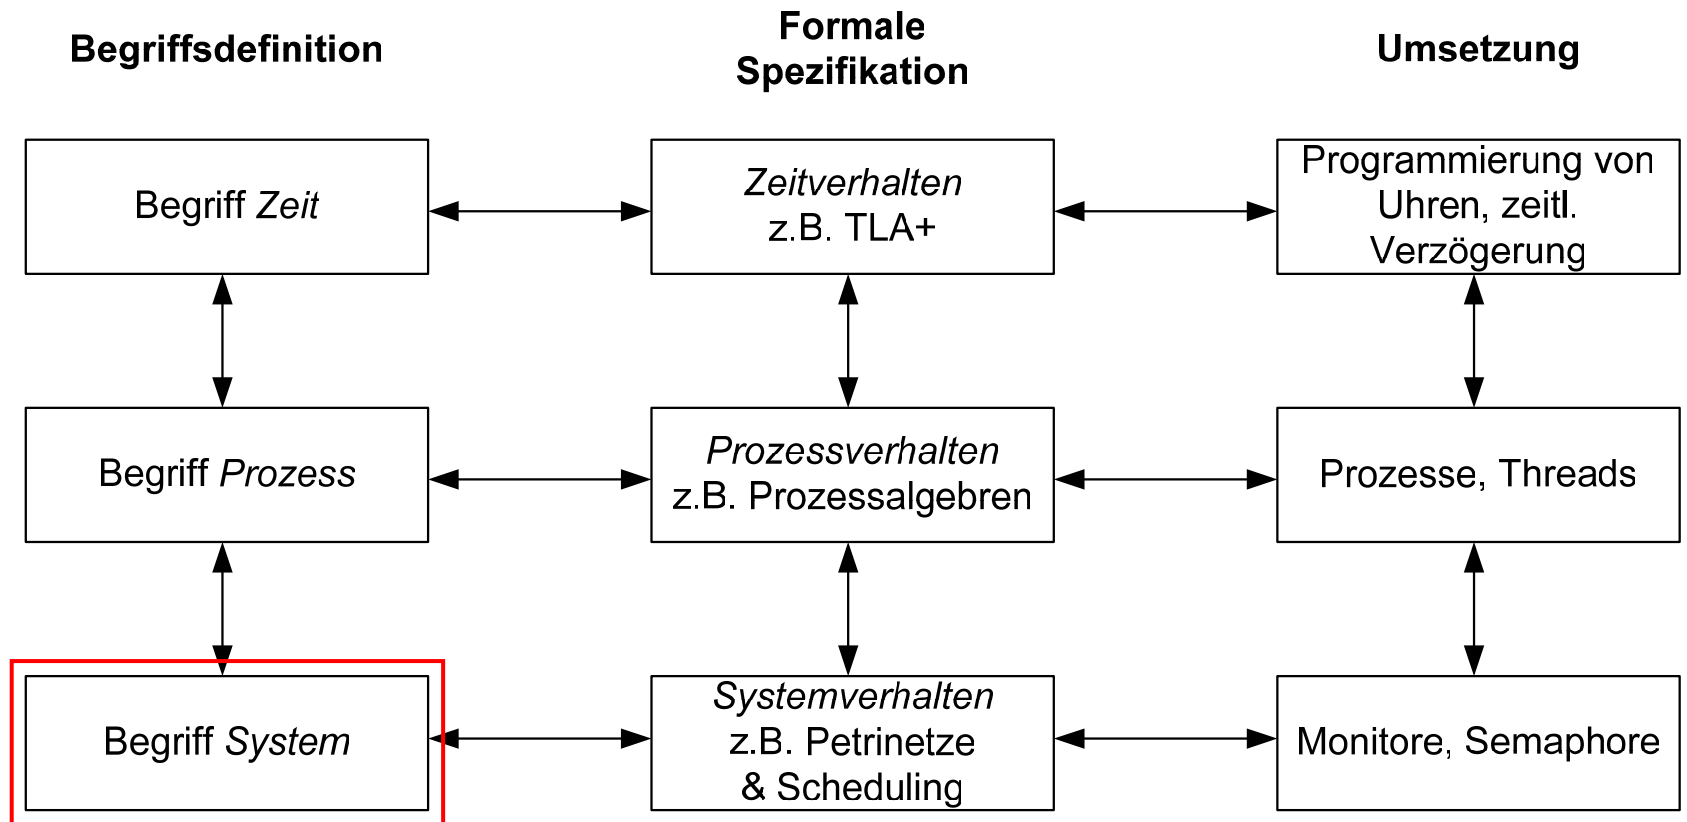 Begriffsdefinition
Formale
Spezifikation
Umsetzung
Begriff Zeit
Zeitverhalten
z.B. TLA+
Programmierung von
Uhren, zeitl.
Verzögerung
Begriff Prozess
Prozessverhalten
z.B. Prozessalgebren
Prozesse, Threads
Begriff System
Systemverhalten
z.B. Petrinetze
& Scheduling
Monitore, Semaphore